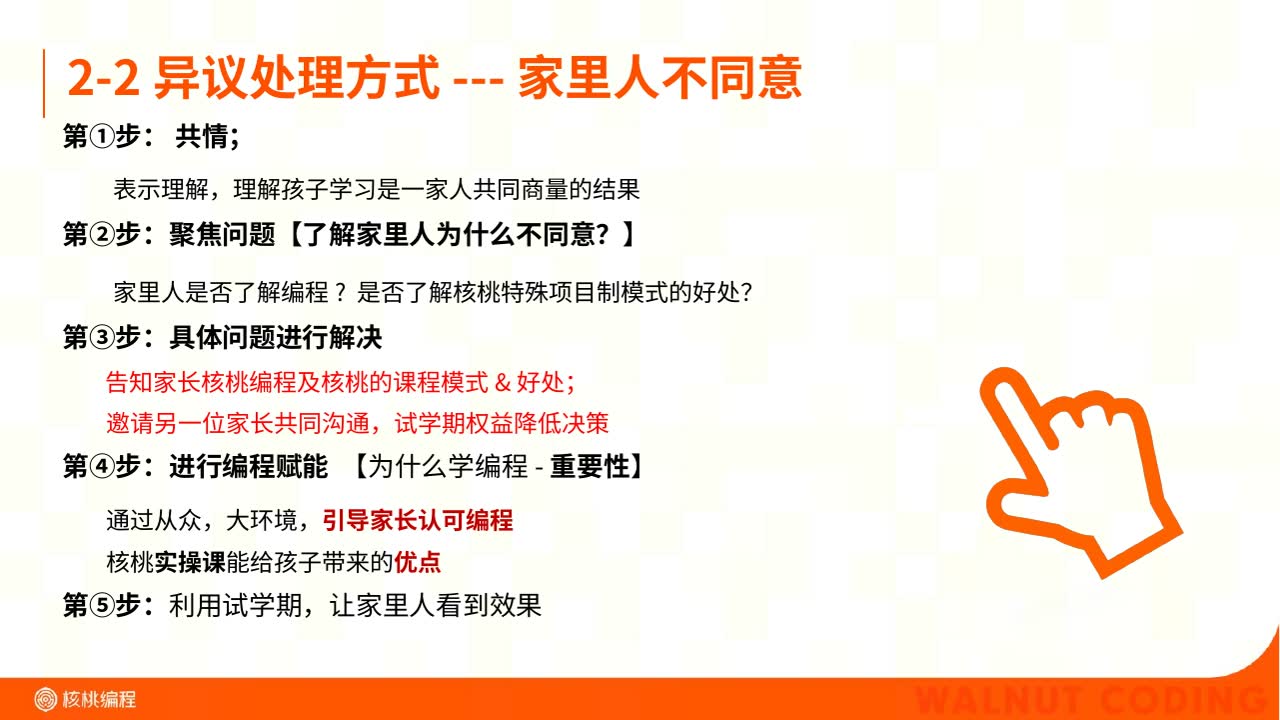 2-2 异议处理方式 --- 家里人不同意
第①步： 共情；
表示理解，理解孩子学习是一家人共同商量的结果
第②步：聚焦问题【了解家里人为什么不同意？】
家里人是否了解编程 ？是否了解核桃特殊项目制模式的好处？
第③步：具体问题进行解决
告知家长核桃编程及核桃的课程模式 & 好处；
邀请另一位家长共同沟通，试学期权益降低决策
第④步：进行编程赋能 【为什么学编程 - 重要性】
通过从众，大环境，引导家长认可编程
核桃实操课能给孩子带来的优点
第⑤步：利用试学期，让家里人看到效果
核桃编程
WALNUT CODING